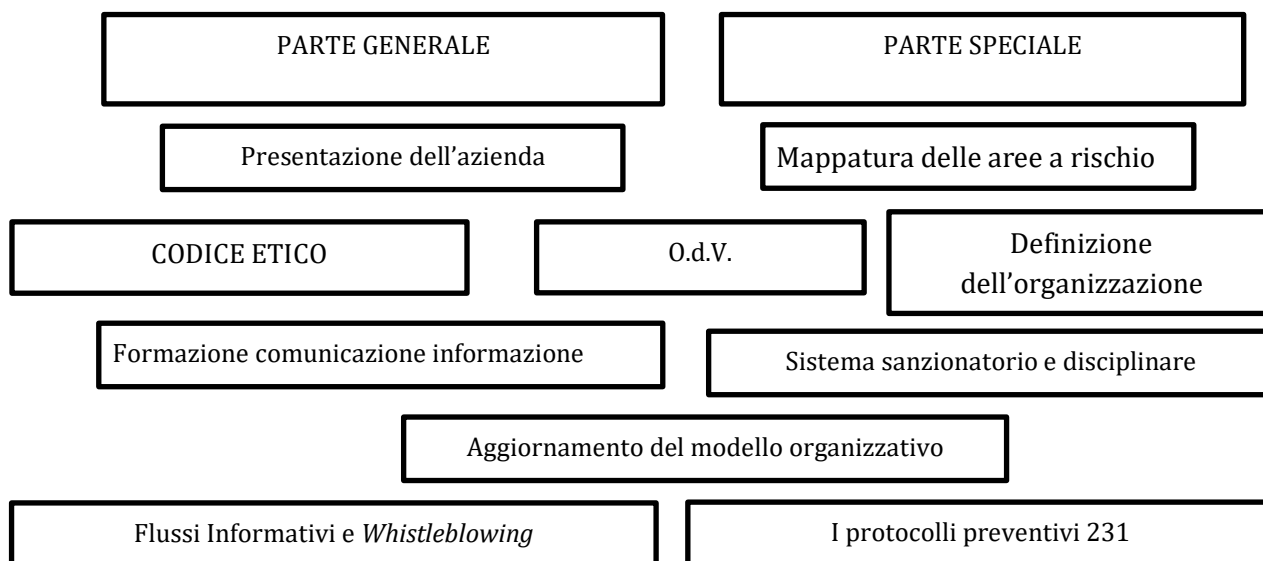 PARTE GENERALE
PARTE SPECIALE
Presentazione dell’azienda
Mappatura delle aree a rischio
CODICE ETICO
O.d.V.
Definizione
dell’organizzazione
Formazione comunicazione informazione
Sistema sanzionatorio e disciplinare
Aggiornamento del modello organizzativo
Flussi Informativi e Whistleblowing
I protocolli preventivi 231